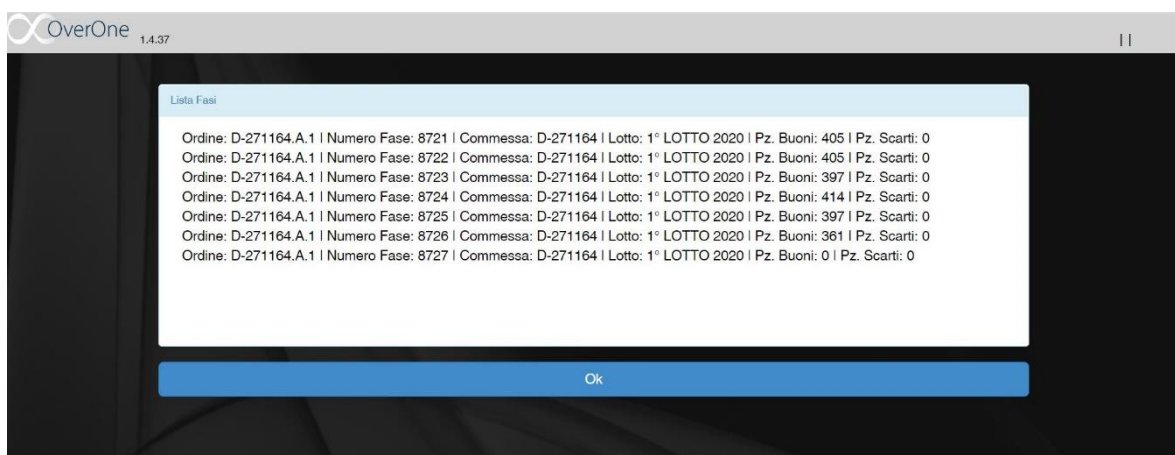 OverOne 1.4.37
||
Lista Fasi
Ordine: D-271164.A.1 | Numero Fase: 8721 | Commessa: D-271164 | Lotto: 1° LOTTO 2020 | Pz. Buoni: 405 | Pz. Scarti: 0
Ordine: D-271164.A.1 | Numero Fase: 8722 | Commessa: D-271164 | Lotto: 1° LOTTO 2020 | Pz. Buoni: 405 | Pz. Scarti: 0
Ordine: D-271164.A.1 | Numero Fase: 8723 | Commessa: D-271164 | Lotto: 1° LOTTO 2020 | Pz. Buoni: 397 | Pz. Scarti: 0
Ordine: D-271164.A.1 | Numero Fase: 8724 | Commessa: D-271164 | Lotto: 1° LOTTO 2020 | Pz. Buoni: 414 | Pz. Scarti: 0
Ordine: D-271164.A.1 | Numero Fase: 8725 | Commessa: D-271164 | Lotto: 1° LOTTO 2020 | Pz. Buoni: 397 | Pz. Scarti: 0
Ordine: D-271164.A.1 | Numero Fase: 8726 | Commessa: D-271164 | Lotto: 1° LOTTO 2020 | Pz. Buoni: 361 | Pz. Scarti: 0
Ordine: D-271164.A.1 | Numero Fase: 8727 | Commessa: D-271164 | Lotto: 1° LOTTO 2020 | Pz. Buoni: 0 | Pz. Scarti: 0
Ok